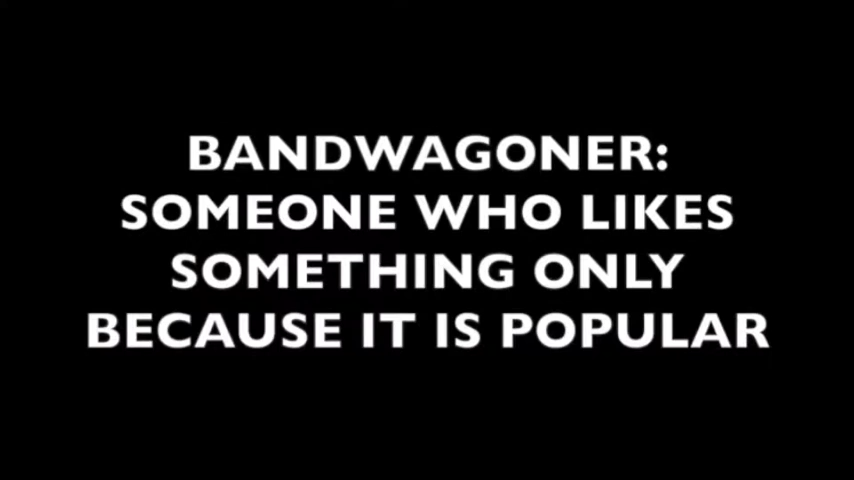 BANDWAGONER:
SOMEONE WHO LIKES
SOMETHING ONLY
BECAUSE IT IS POPULAR